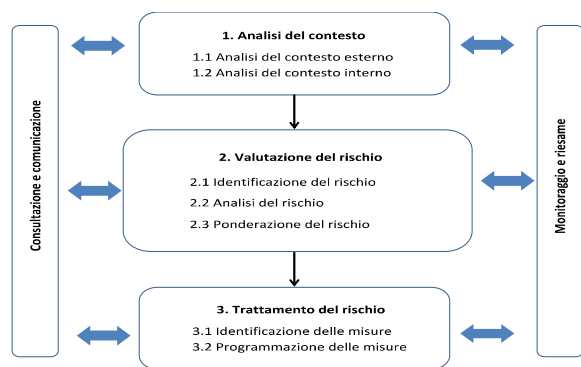 Consultazione e comunicazione
1. Analisi del contesto
1.1 Analisi del contesto esterno
1.2 Analisi del contesto interno
2. Valutazione del rischio
2.1 Identificazione del rischio
2.2 Analisi del rischio
2.3 Ponderazione del rischio
3. Trattamento del rischio
3.1 Identificazione delle misure
3.2 Programmazione delle misure
Monitoraggio e riesame